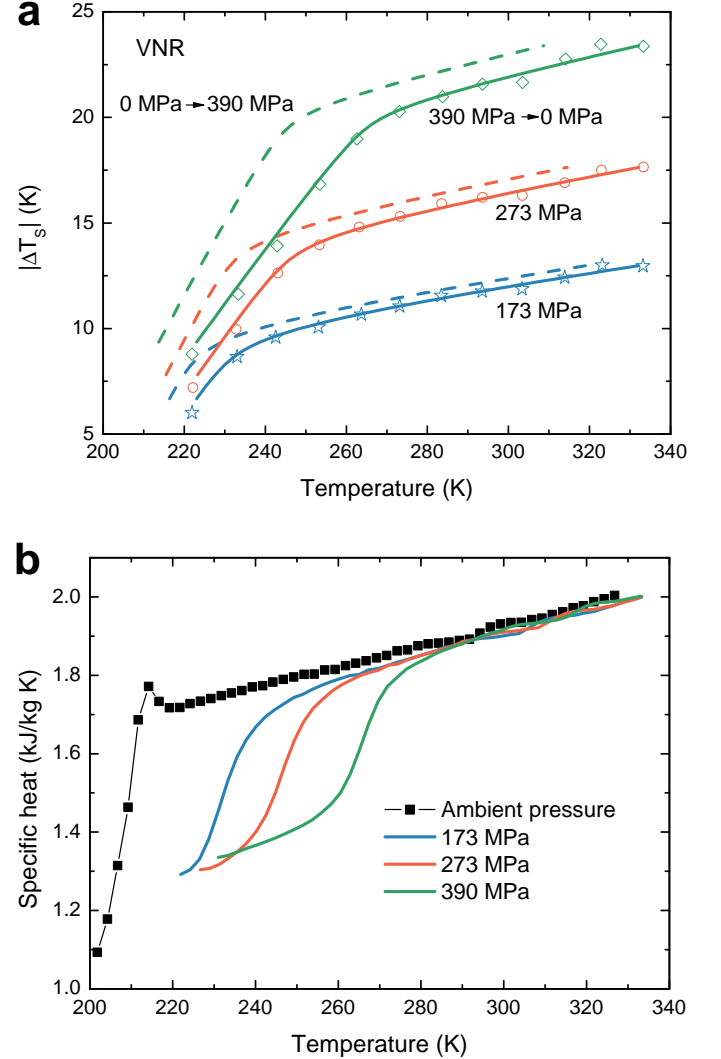 a
VNR
0 MPa → 390 MPa
390 MPa → 0 MPa
273 MPa
173 MPa
|ΔT_S| (K)
25
20
15
10
5
200 220 240 260 280 300 320 340
Temperature (K)
b
Specific heat (kJ/kg K)
2.0
1.8
1.6
1.4
1.2
1.0
Ambient pressure
173 MPa
273 MPa
390 MPa
200 220 240 260 280 300 320 340
Temperature (K)